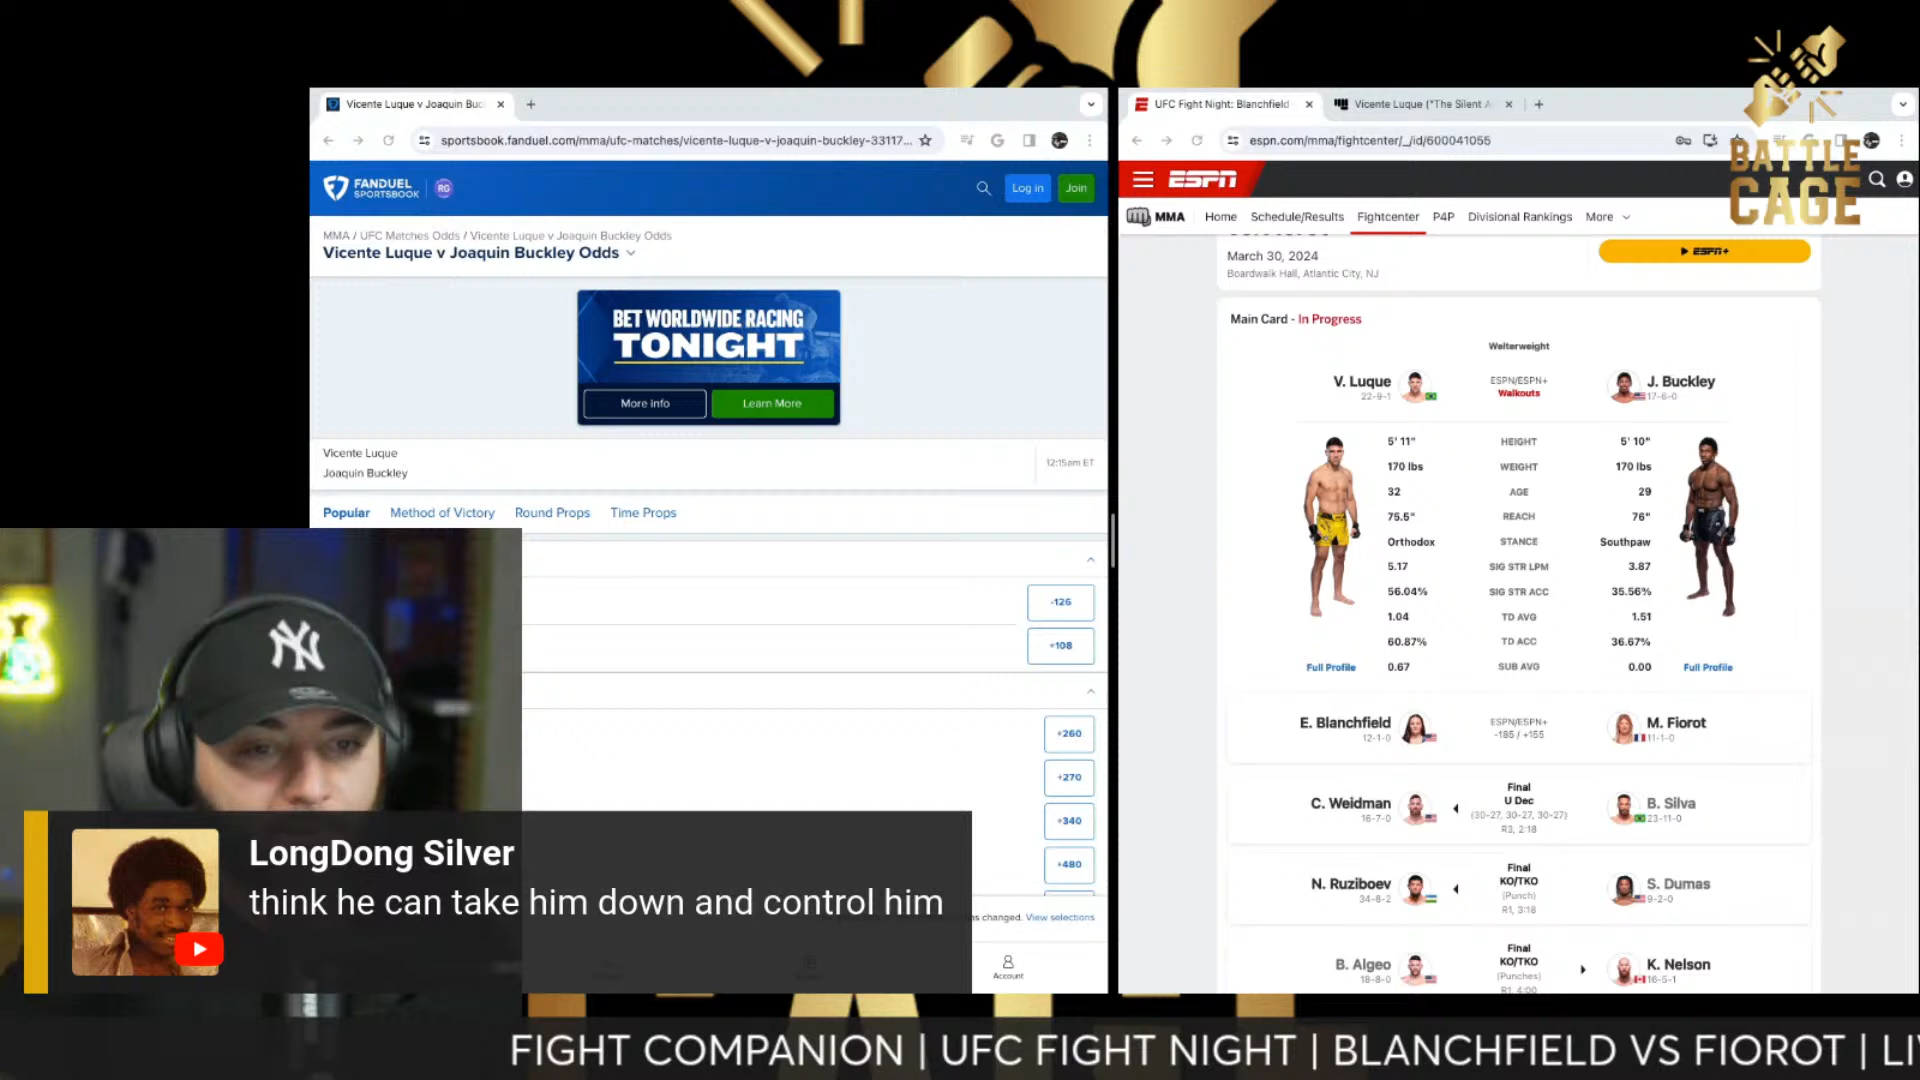 Vicente Luque v Joaquin Buc
sportsbook.fanduel.com/mma/ufc-matches/vicente-luque-v-joaquin-buckley-33117...
FANDUEL
SPORTSBOOK
RG
Log in
Join
MMA / UFC Matches Odds / Vicente Luque v Joaquin Buckley Odds
Vicente Luque v Joaquin Buckley Odds
BET WORLDWIDE RACING
TONIGHT
More Info
Learn More
Vicente Luque
Joaquin Buckley
12:15am ET
Popular
Method of Victory
Round Props
Time Props
-126
+108
+260
+270
+340
+480
s changed. View selections
Account
UFC Fight Night: Blanchfield
Vicente Luque ("The Silent A
espn.com/mma/fightcenter/_/id/600041055
BATTLE
CAGE
ESPN
MMA
Home
Schedule/Results
Fightcenter
P4P
Divisional Rankings
More
March 30, 2024
Boardwalk Hall, Atlantic City, NJ
ESPN+
Main Card - In Progress
Welterweight
V. Luque
22-9-1
ESPN/ESPN+
Walkouts
J. Buckley
17-6-0
5' 11" HEIGHT 5' 10"
170 lbs WEIGHT 170 lbs
32 AGE 29
75.5" REACH 76"
Orthodox STANCE Southpaw
5.17 SIG STR LPM 3.87
56.04% SIG STR ACC 35.56%
1.04 TD AVG 1.51
60.87% TD ACC 36.67%
Full Profile 0.67 SUB AVG 0.00 Full Profile
E. Blanchfield
12-1-0
ESPN/ESPN+
-185 / +155
M. Fiorot
11-1-0
C. Weidman
16-7-0
Final
U Dec
(30-27, 30-27, 30-27)
R3, 2:18
B. Silva
23-11-0
N. Ruziboev
34-8-2
Final
KO/TKO
(Punch)
R1, 3:18
S. Dumas
9-2-0
B. Algeo
18-8-0
Final
KO/TKO
(Punches)
R1, 4:00
K. Nelson
16-5-1
NY
LongDong Silver
think he can take him down and control him
FIGHT COMPANION | UFC FIGHT NIGHT | BLANCHFIELD VS FIOROT | LIV